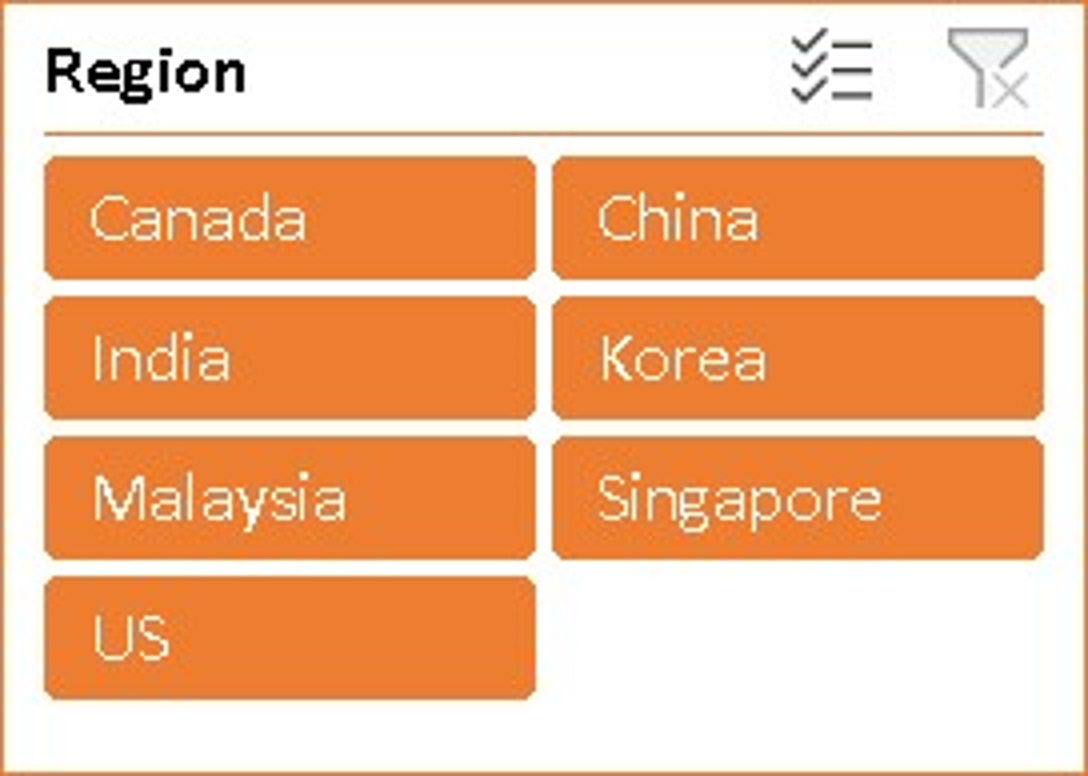 Region
Canada China
India Korea
Malaysia Singapore
US